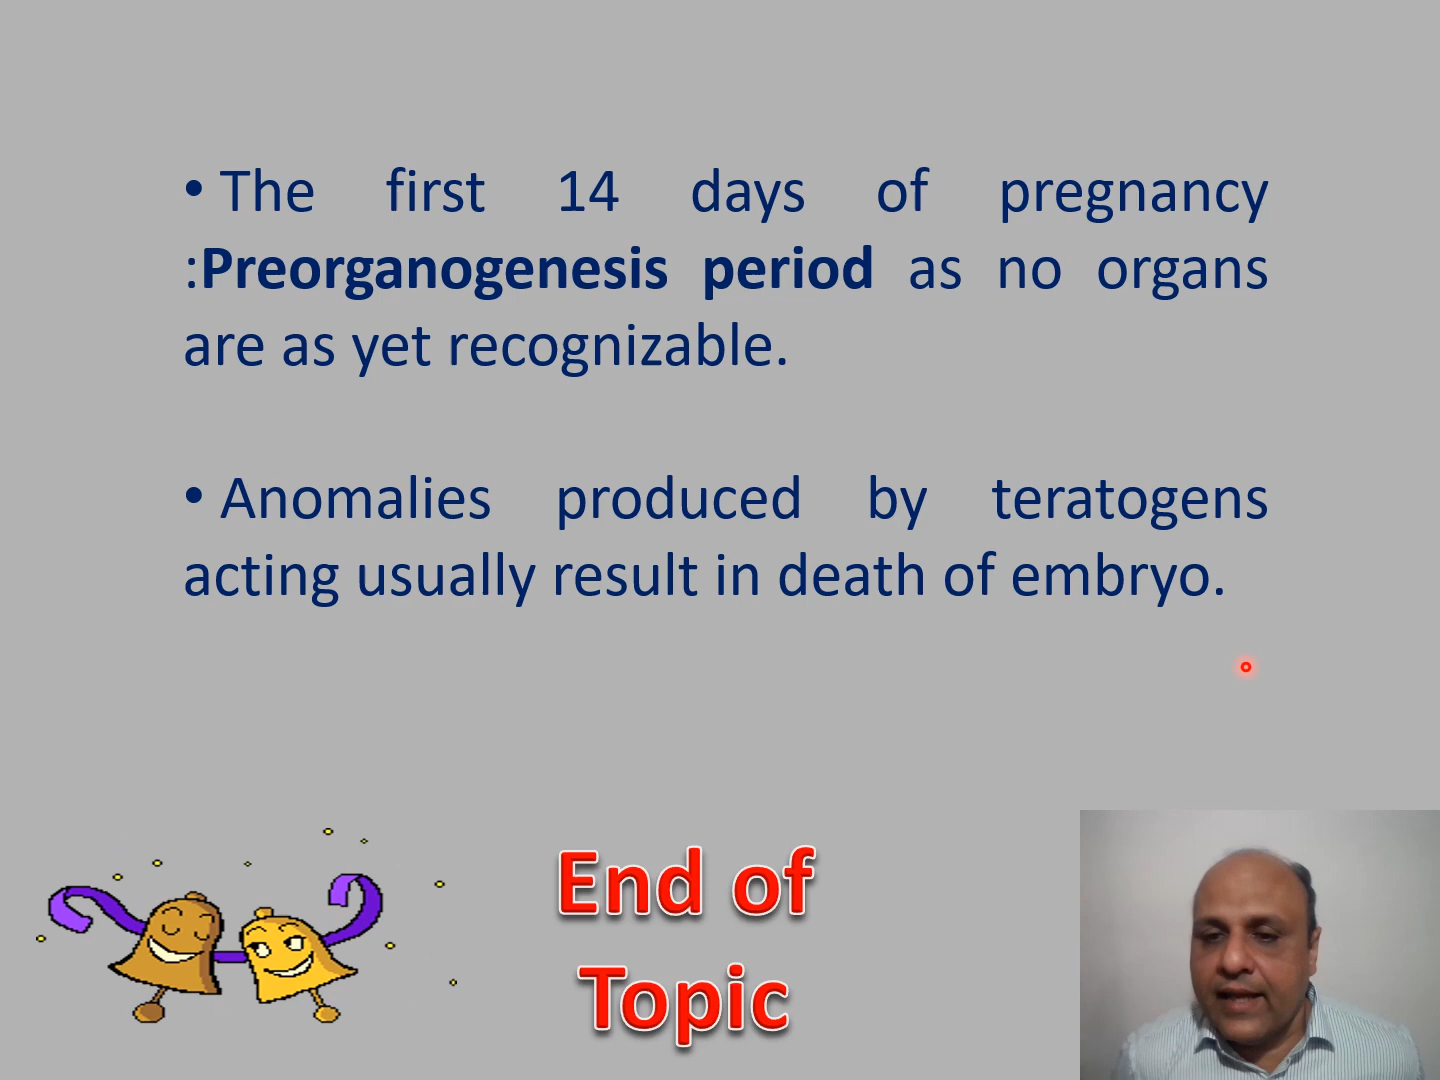 • The first 14 days of pregnancy
:Preorganogenesis period as no organs
are as yet recognizable.
• Anomalies produced by teratogens
acting usually result in death of embryo.
End of
Topic